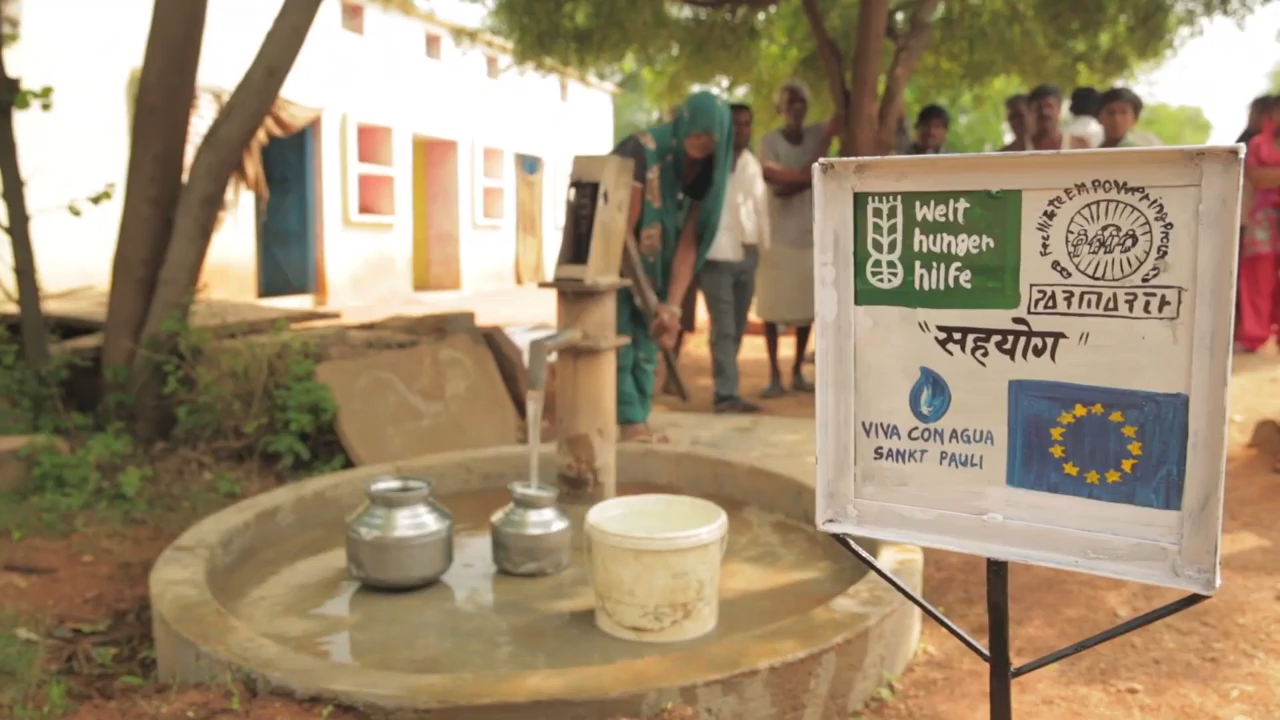 Welt
hunger
hilfe
PARMARTH
"सहयोग"
VIVA CON AGUA
SANKT PAULI